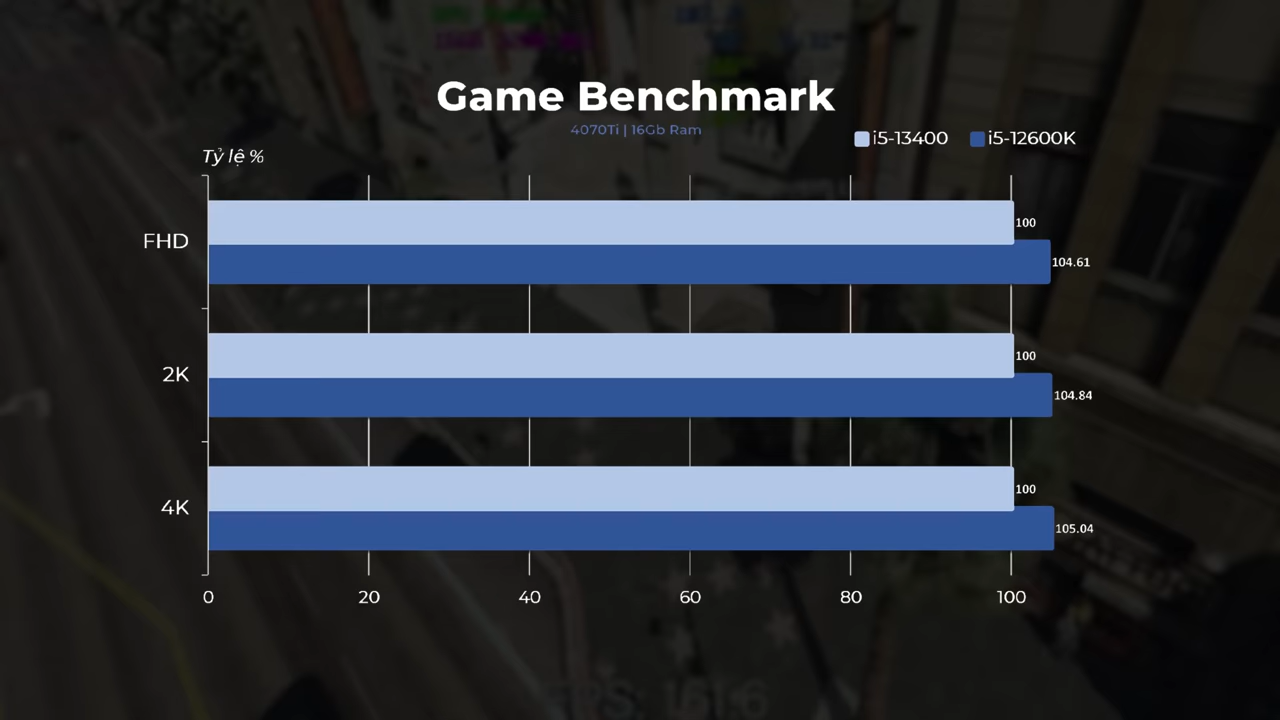 Game Benchmark
4070Ti | 16Gb Ram
i5-13400 i5-12600K
Tỷ lệ %
FHD
100
104.61
2K
100
104.84
4K
100
105.04
0 20 40 60 80 100